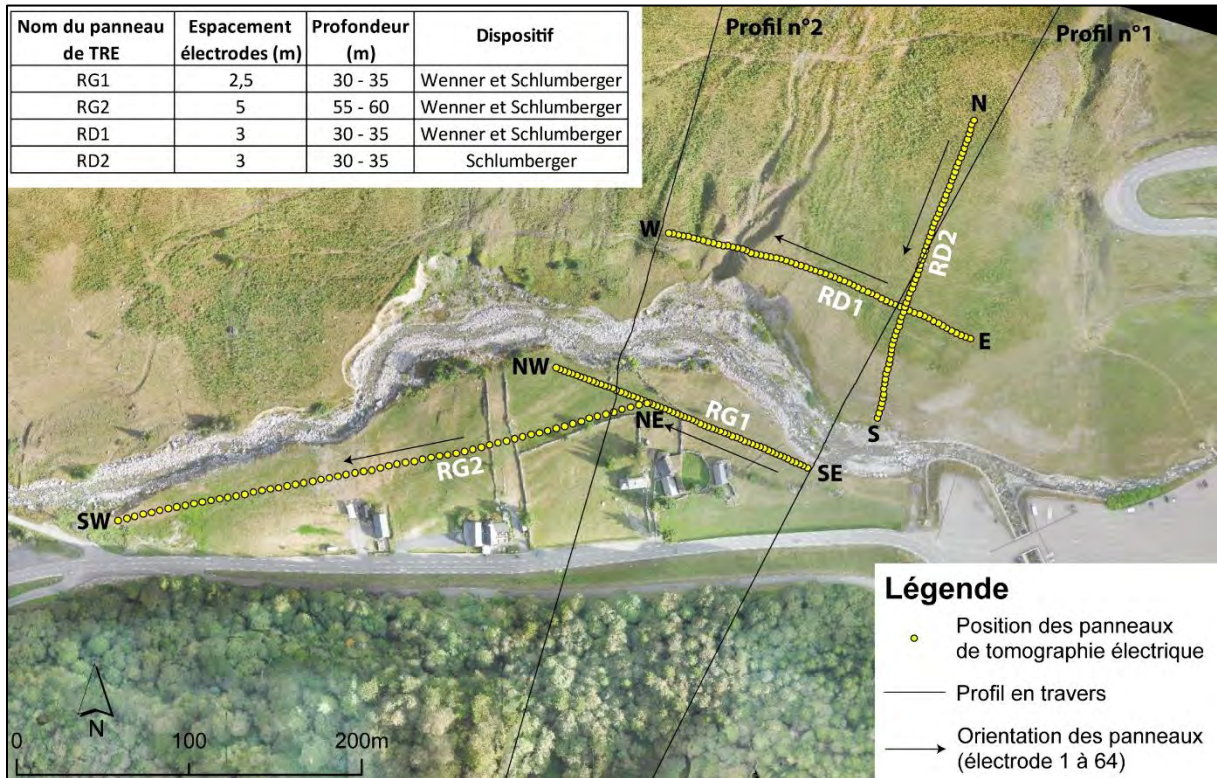 Nom du panneau de TRE Espacement électrodes (m) Profondeur (m) Dispositif
RG1 2,5 30 - 35 Wenner et Schlumberger
RG2 5 55 - 60 Wenner et Schlumberger
RD1 3 30 - 35 Wenner et Schlumberger
RD2 3 30 - 35 Schlumberger
Profil n°2
Profil n°1
N
W
RD2
RD1
E
NW
S
NE
RG1
RG2
SE
SW
Légende
Position des panneaux
de tomographie électrique
Profil en travers
Orientation des panneaux
(électrode 1 à 64)
N
0 100 200m